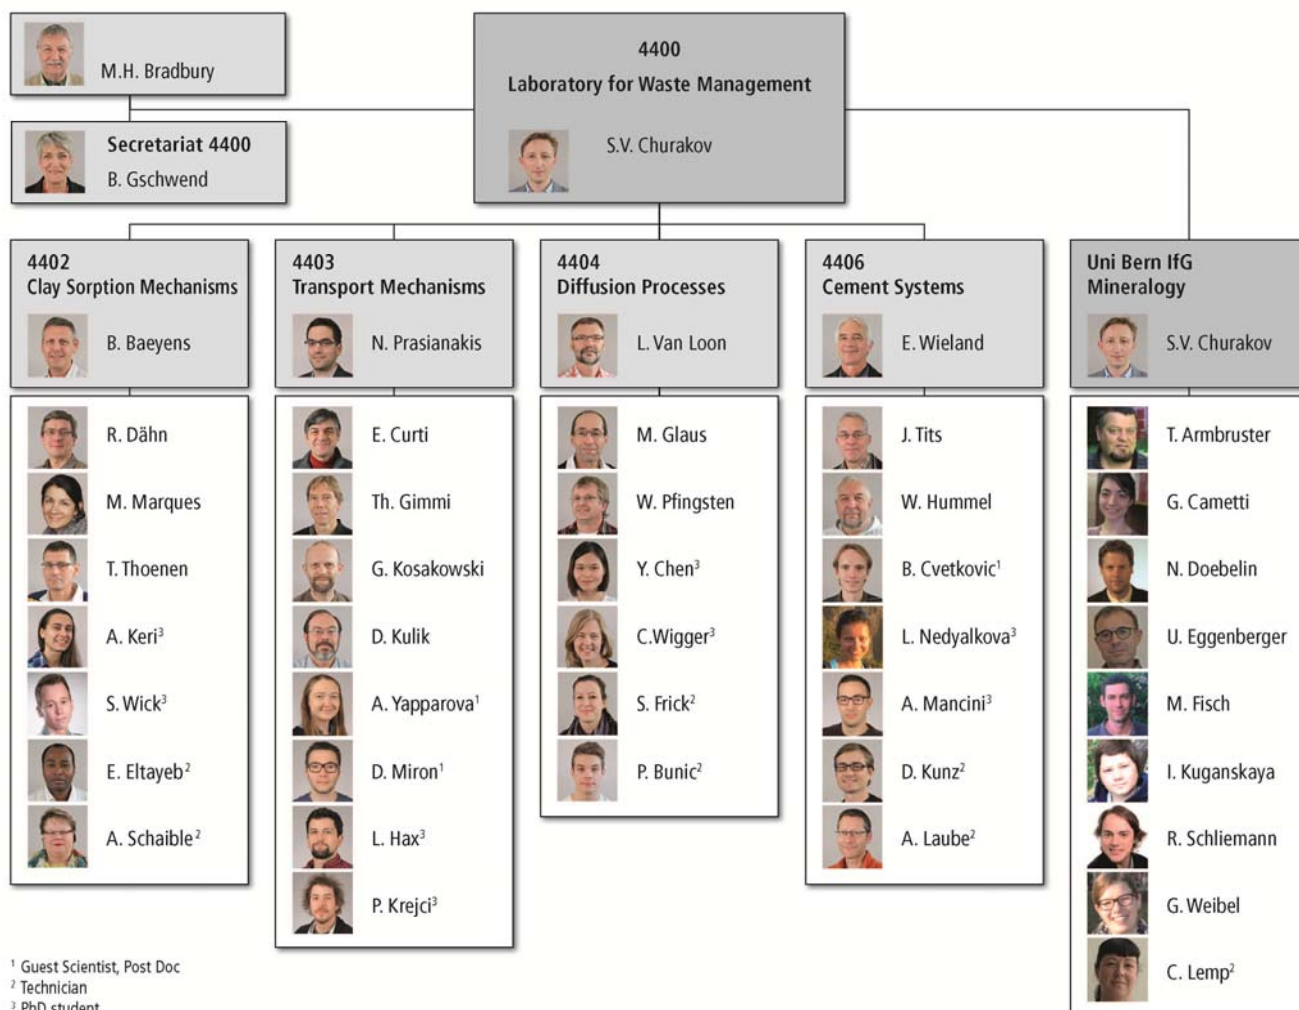 M.H. Bradbury
Secretariat 4400
B. Gschwend
4400
Laboratory for Waste Management
S.V. Churakov
4402
Clay Sorption Mechanisms
B. Baeyens
R. Dähn
M. Marques
T. Thoenen
A. Keri³
S. Wick³
E. Eltayeb²
A. Schaible²
4403
Transport Mechanisms
N. Prasianakis
E. Curti
Th. Gimmi
G. Kosakowski
D. Kulik
A. Yapparova¹
D. Miron¹
L. Hax³
P. Krejci³
4404
Diffusion Processes
L. Van Loon
M. Glaus
W. Pfingsten
Y. Chen³
C.Wigger³
S. Frick²
P. Bunic²
4406
Cement Systems
E. Wieland
J. Tits
W. Hummel
B. Cvetkovic¹
L. Nedyalkova³
A. Mancini³
D. Kunz²
A. Laube²
Uni Bern IfG
Mineralogy
S.V. Churakov
T. Armbruster
G. Cametti
N. Doebelin
U. Eggenberger
M. Fisch
I. Kuganskaya
R. Schliemann
G. Weibel
C. Lemp²
¹ Guest Scientist, Post Doc
² Technician
³ PhD student